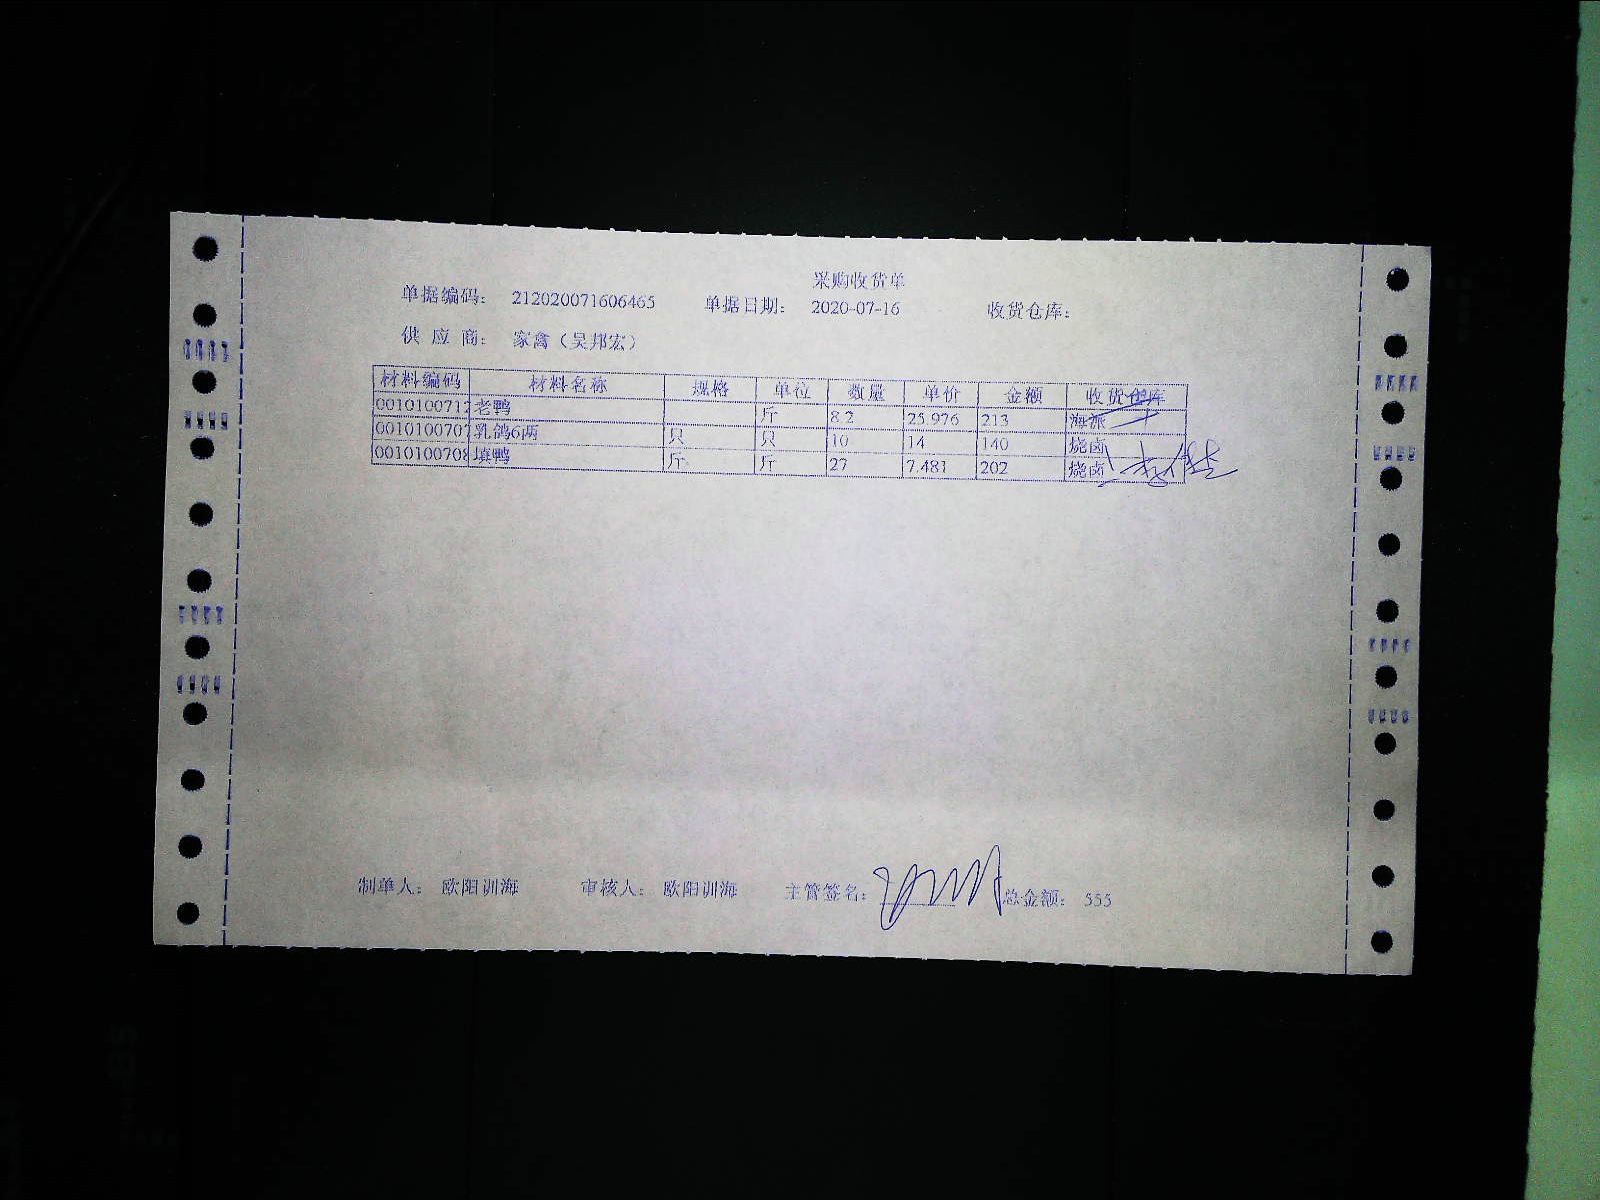 采购收货单
单据编码： 212020071606465 单据日期： 2020-07-16 收货仓库：
供 应 商： 家禽（吴邦宏）
材料编码 材料名称 规格 单位 数量 单价 金额 收货仓库
0010100712 老鸭 斤 8.2 25.976 213 海派
0010100707 乳鸽6两 只 只 10 14 140 烧卤
0010100708 填鸭 斤 斤 27 7.481 202 烧卤
制单人： 欧阳训海 审核人： 欧阳训海 主管签名： 总金额： 555